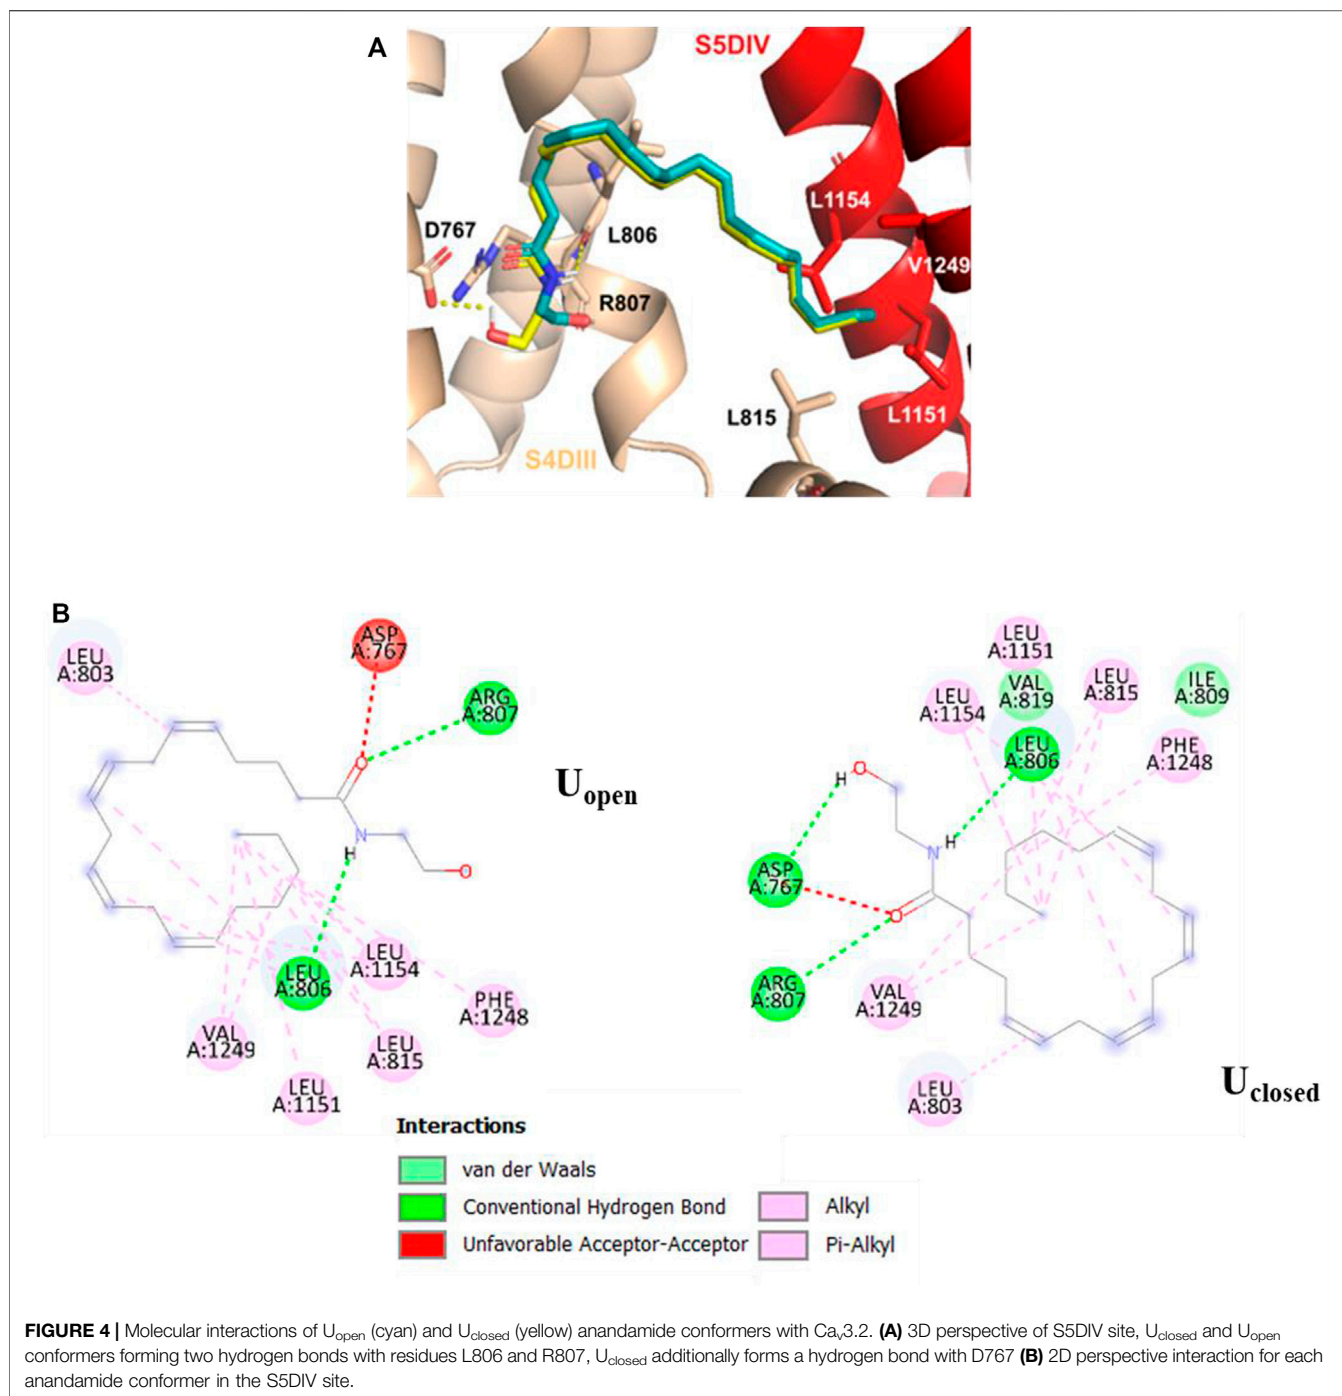 A
S5DIV
L1154
D767
L806
V1249
R807
L815
L1151
S4DIII
B
ASP
A:767
LEU
A:803
ARG
A:807
O
N
H
O
U open
LEU
A:1154
LEU
A:806
PHE
A:1248
VAL
A:1249
LEU
A:815
LEU
A:1151
LEU
A:1151
LEU
A:1154
VAL
A:819
LEU
A:815
ILE
A:809
LEU
A:806
PHE
A:1248
O
H
H
N
ASP
A:767
O
ARG
A:807
VAL
A:1249
LEU
A:803
U closed
Interactions
van der Waals
Conventional Hydrogen Bond
Unfavorable Acceptor-Acceptor
Alkyl
Pi-Alkyl
FIGURE 4 | Molecular interactions of Uopen (cyan) and Uclosed (yellow) anandamide conformers with Cav3.2. (A) 3D perspective of S5DIV site, Uclosed and Uopen
conformers forming two hydrogen bonds with residues L806 and R807, Uclosed additionally forms a hydrogen bond with D767 (B) 2D perspective interaction for each
anandamide conformer in the S5DIV site.